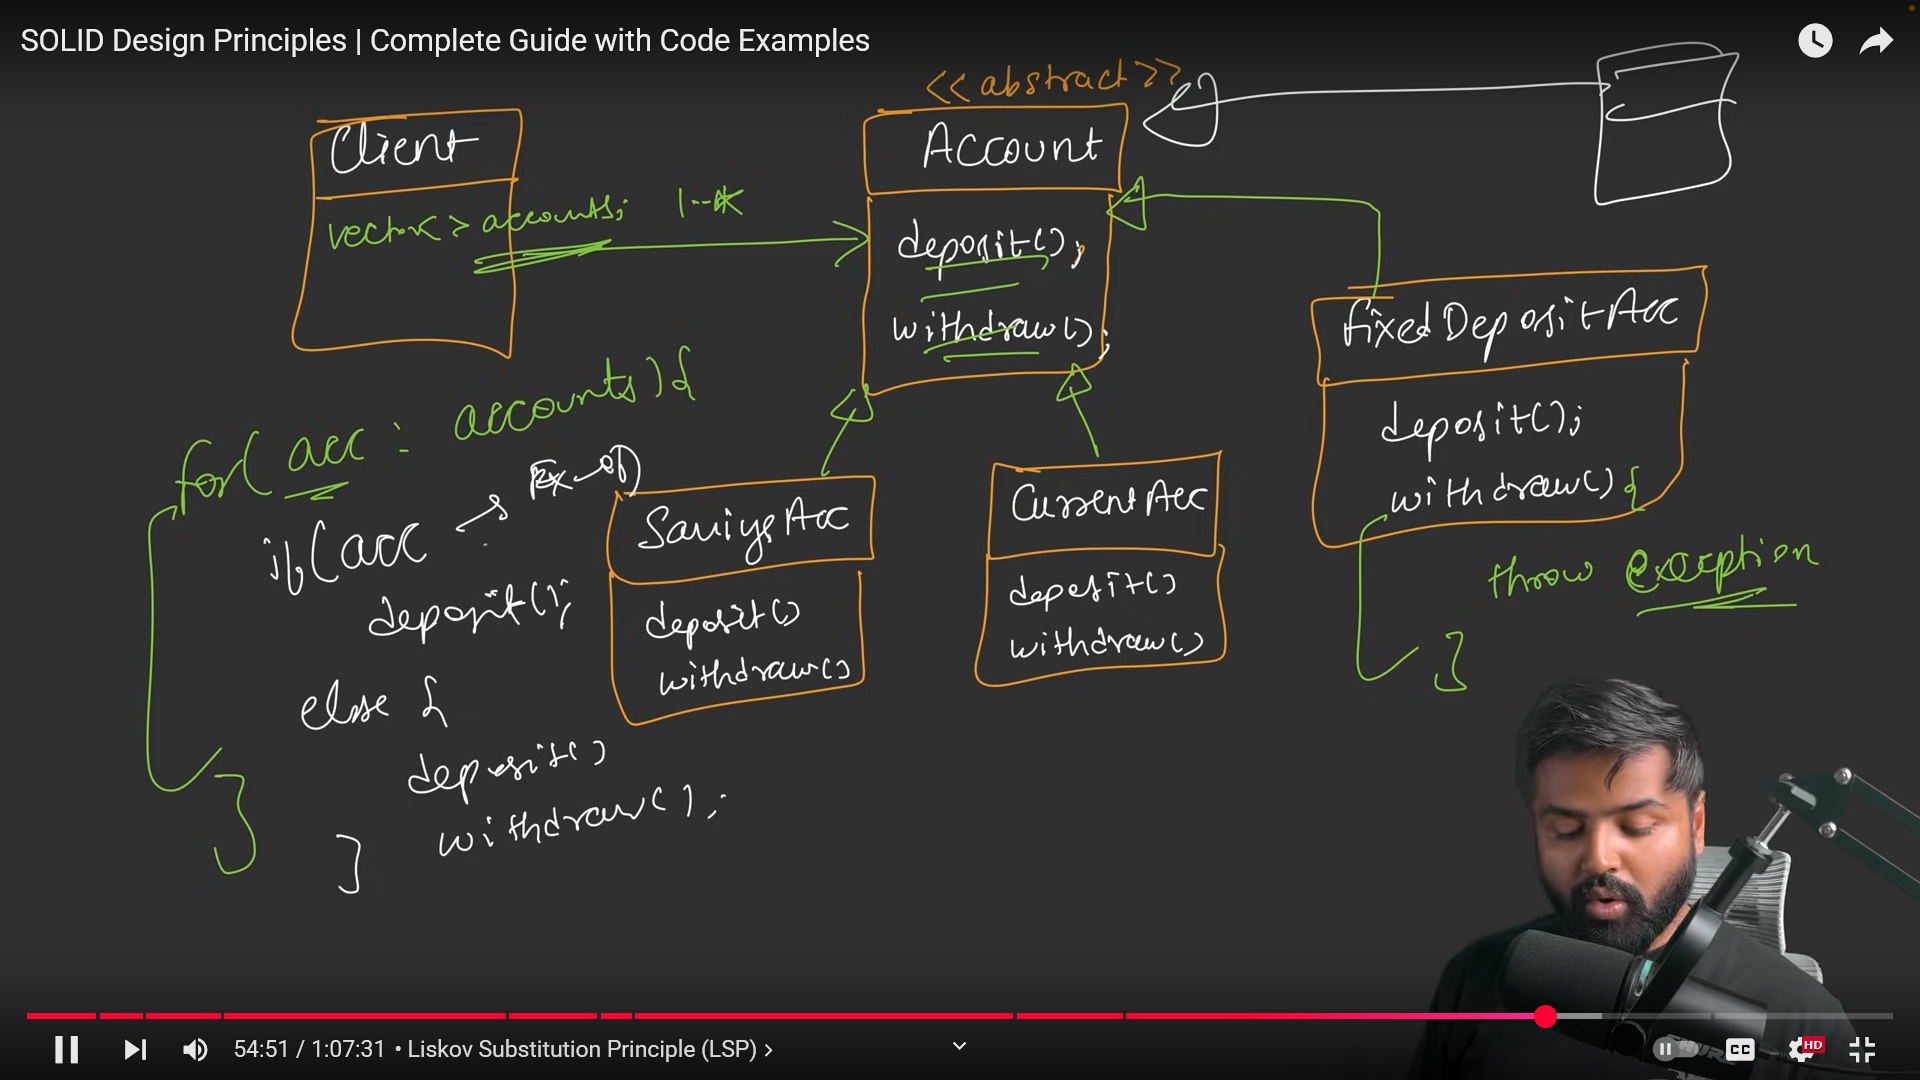 SOLID Design Principles | Complete Guide with Code Examples
<<abstract>>
Client
vector<> accounts;
1--*
Account
deposit();
withdraw();
fixedDepositAcc
deposit();
withdraw() {
throw exception
}
for( acc : accounts) {
if(acc →
deposit();
else {
deposit()
withdraw();
}
}
SavingsAcc
deposit()
withdraw()
CurrentAcc
deposit()
withdraw()
54:51 / 1:07:31 • Liskov Substitution Principle (LSP) >
CC
HD